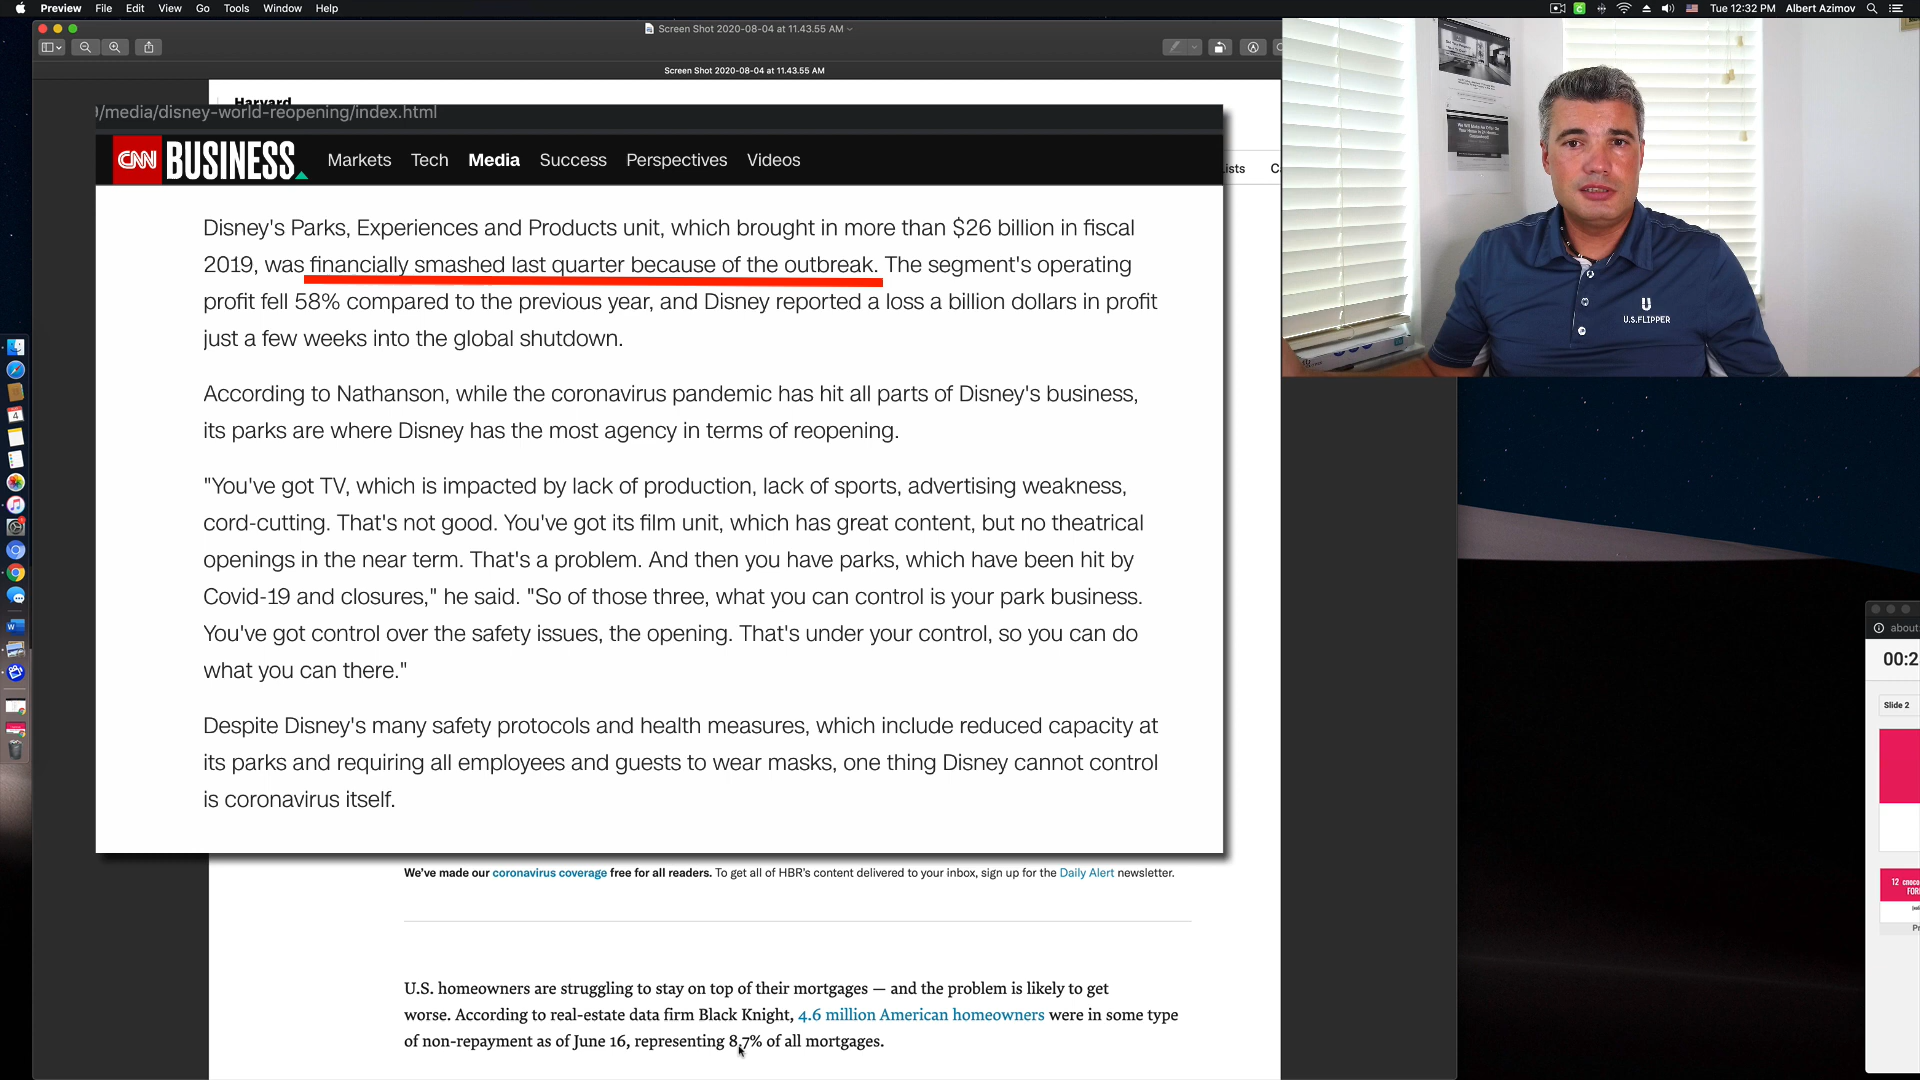 Preview File Edit View Go Tools Window Help
Tue 12:32 PM Albert Azimov
Screen Shot 2020-08-04 at 11.43.55 AM
Screen Shot 2020-08-04 at 11.43.55 AM
Harvard
/media/disney-world-reopening/index.html
CNN BUSINESS Markets Tech Media Success Perspectives Videos
Disney's Parks, Experiences and Products unit, which brought in more than $26 billion in fiscal
2019, was financially smashed last quarter because of the outbreak. The segment's operating
profit fell 58% compared to the previous year, and Disney reported a loss a billion dollars in profit
just a few weeks into the global shutdown.
According to Nathanson, while the coronavirus pandemic has hit all parts of Disney's business,
its parks are where Disney has the most agency in terms of reopening.
"You've got TV, which is impacted by lack of production, lack of sports, advertising weakness,
cord-cutting. That's not good. You've got its film unit, which has great content, but no theatrical
openings in the near term. That's a problem. And then you have parks, which have been hit by
Covid-19 and closures," he said. "So of those three, what you can control is your park business.
You've got control over the safety issues, the opening. That's under your control, so you can do
what you can there."
Despite Disney's many safety protocols and health measures, which include reduced capacity at
its parks and requiring all employees and guests to wear masks, one thing Disney cannot control
is coronavirus itself.
We've made our coronavirus coverage free for all readers. To get all of HBR's content delivered to your inbox, sign up for the Daily Alert newsletter.
U.S. homeowners are struggling to stay on top of their mortgages — and the problem is likely to get
worse. According to real-estate data firm Black Knight, 4.6 million American homeowners were in some type
of non-repayment as of June 16, representing 8.7% of all mortgages.
U.S.FLIPPER
about:
00:2
Slide 2